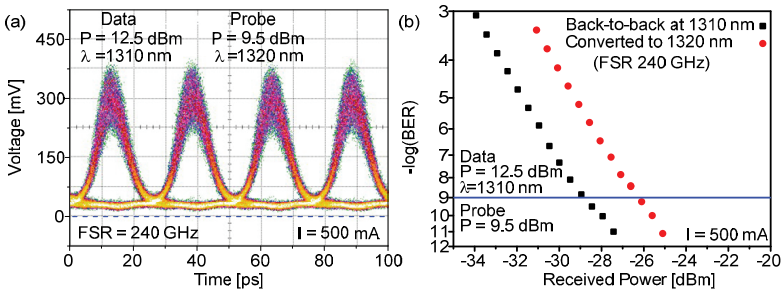 (a)
Data
P = 12.5 dBm
λ=1310 nm
Probe
P = 9.5 dBm
λ=1320 nm
Voltage [mV]
450
300
150
0
FSR = 240 GHz
I = 500 mA
0
20
40
60
80
100
Time [ps]
(b)
Back-to-back at 1310 nm
Converted to 1320 nm
(FSR 240 GHz)
-log(BER)
3
4
5
6
7
8
9
10
11
12
Data
P = 12.5 dBm
λ=1310 nm
Probe
P = 9.5 dBm
I = 500 mA
-34
-32
-30
-28
-26
-24
-22
-20
Received Power [dBm]